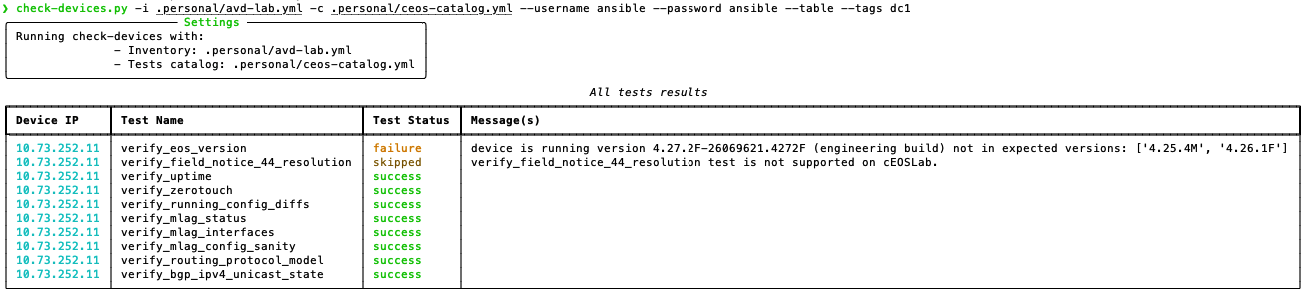 ❯ check-devices.py -i .personal/avd-lab.yml -c .personal/ceos-catalog.yml --username ansible --password ansible --table --tags dc1
Settings
Running check-devices with:
- Inventory: .personal/avd-lab.yml
- Tests catalog: .personal/ceos-catalog.yml
All tests results
Device IP Test Name Test Status Message(s)
10.73.252.11 verify_eos_version failure device is running version 4.27.2F-26069621.4272F (engineering build) not in expected versions: ['4.25.4M', '4.26.1F']
10.73.252.11 verify_field_notice_44_resolution skipped verify_field_notice_44_resolution test is not supported on cEOSLab.
10.73.252.11 verify_uptime success
10.73.252.11 verify_zerotouch success
10.73.252.11 verify_running_config_diffs success
10.73.252.11 verify_mlag_status success
10.73.252.11 verify_mlag_interfaces success
10.73.252.11 verify_mlag_config_sanity success
10.73.252.11 verify_routing_protocol_model success
10.73.252.11 verify_bgp_ipv4_unicast_state success